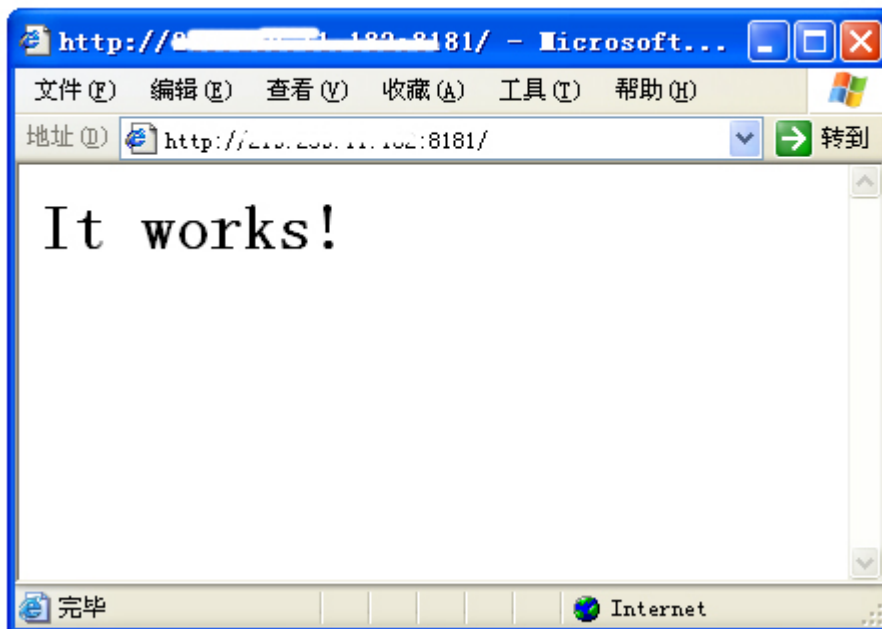 http:// :8181/ - Microsoft...
文件(F) 编辑(E) 查看(V) 收藏(A) 工具(T) 帮助(H)
地址(D) http:// :8181/ 转到
It works!
完毕 Internet